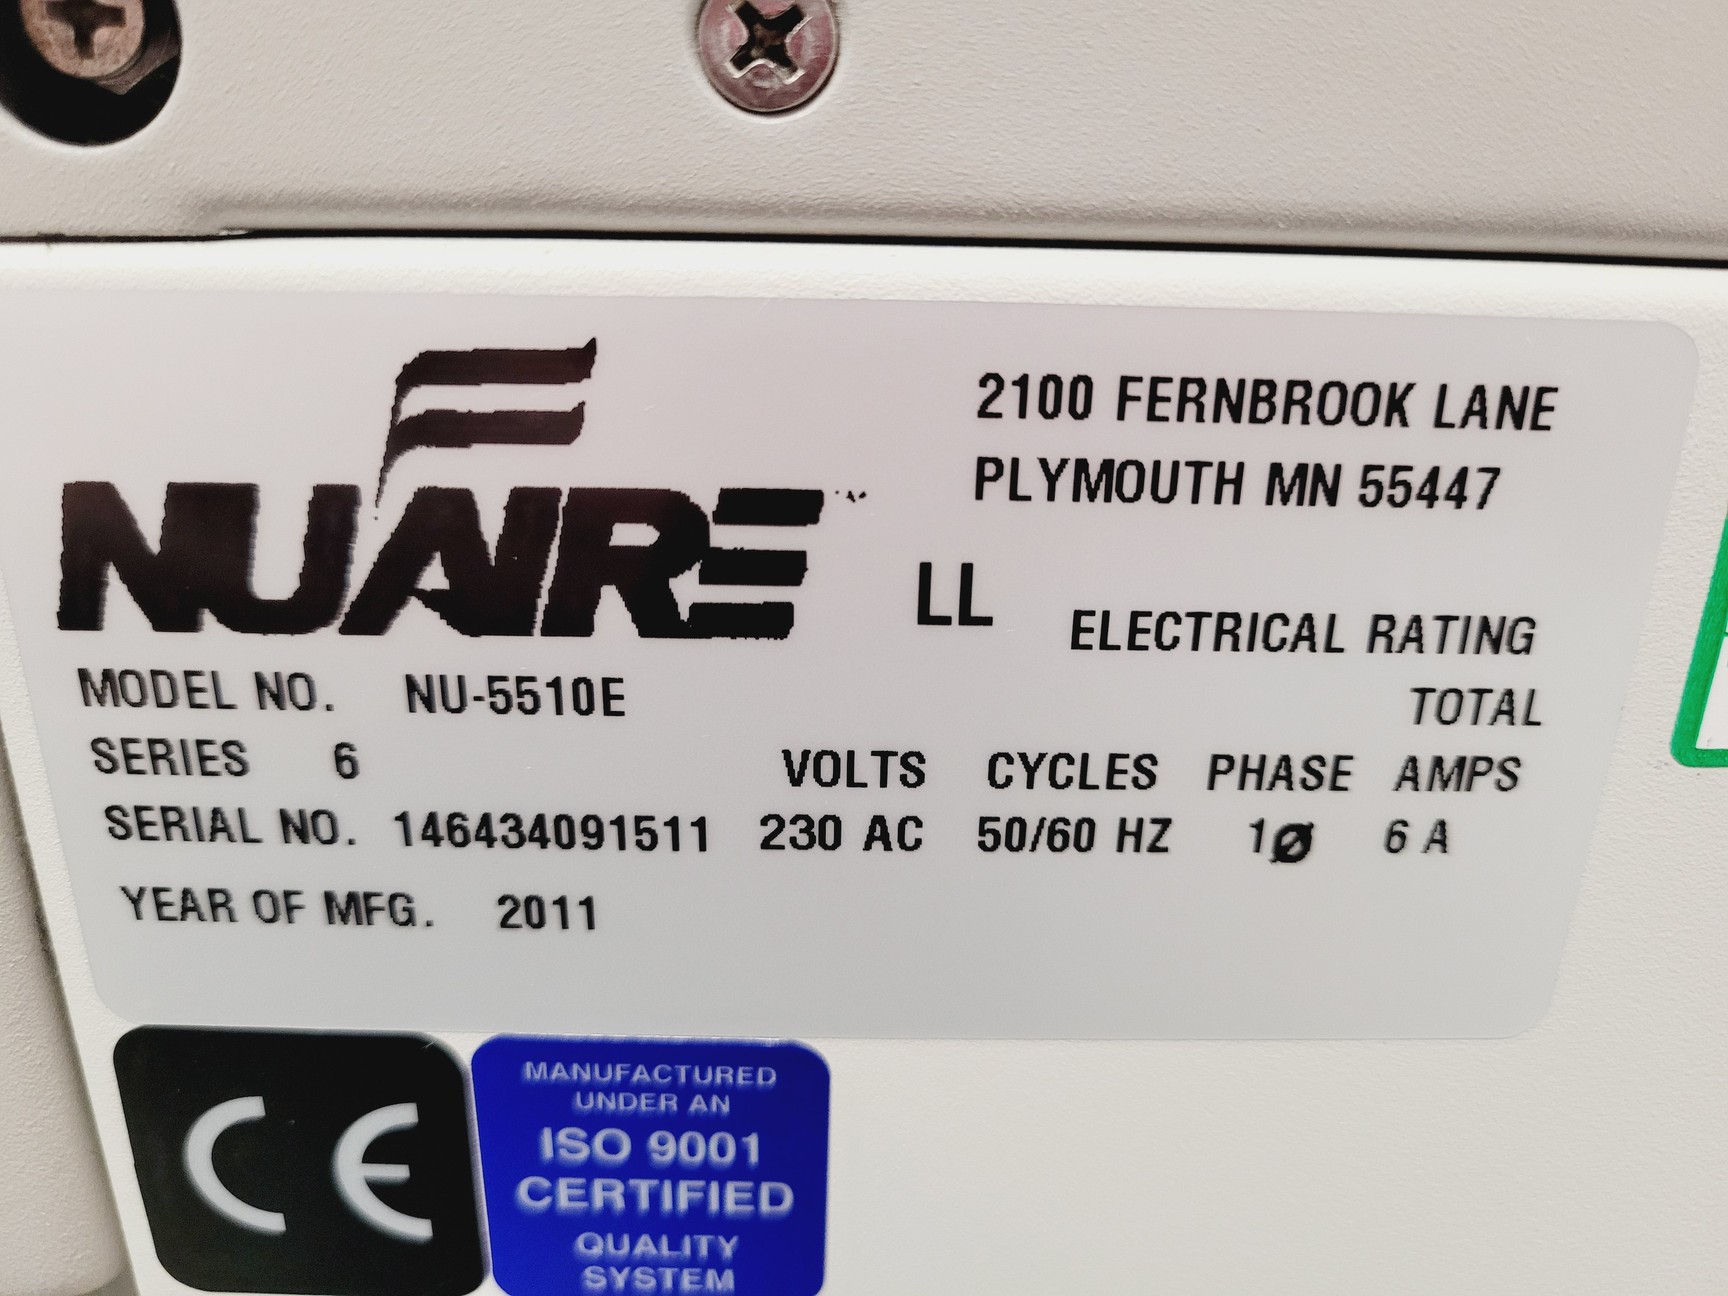 NUAIRE
2100 FERNBROOK LANE
PLYMOUTH MN 55447
LL
ELECTRICAL RATING
MODEL NO. NU-5510E
TOTAL
SERIES 6
VOLTS CYCLES PHASE AMPS
SERIAL NO. 146434091511 230 AC 50/60 HZ 1Ø 6 A
YEAR OF MFG. 2011
CE
MANUFACTURED
UNDER AN
ISO 9001
CERTIFIED
QUALITY
SYSTEM